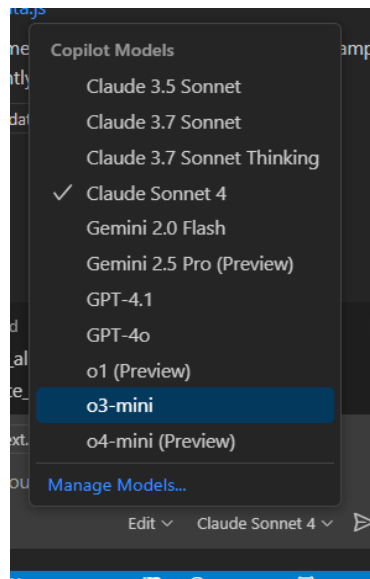 ta.js
Copilot Models
Claude 3.5 Sonnet
Claude 3.7 Sonnet
Claude 3.7 Sonnet Thinking
Claude Sonnet 4
Gemini 2.0 Flash
Gemini 2.5 Pro (Preview)
GPT-4.1
GPT-4o
o1 (Preview)
o3-mini
o4-mini (Preview)
Manage Models...
Edit
Claude Sonnet 4